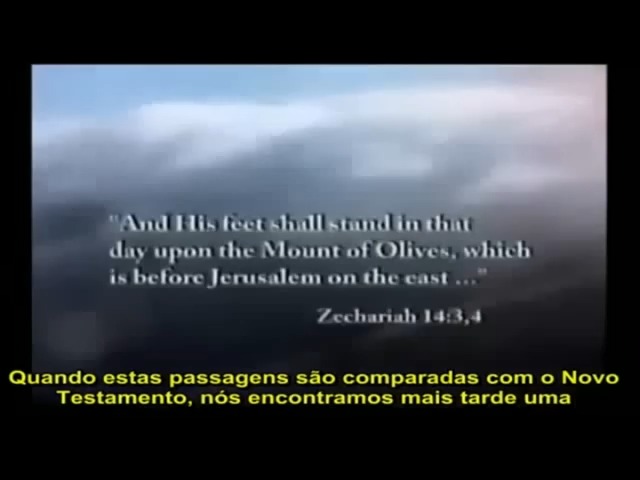 "And His feet shall stand in that
day upon the Mount of Olives, which
is before Jerusalem on the east ..."
Zechariah 14:3,4
Quando estas passagens são comparadas com o Novo
Testamento, nós encontramos mais tarde uma